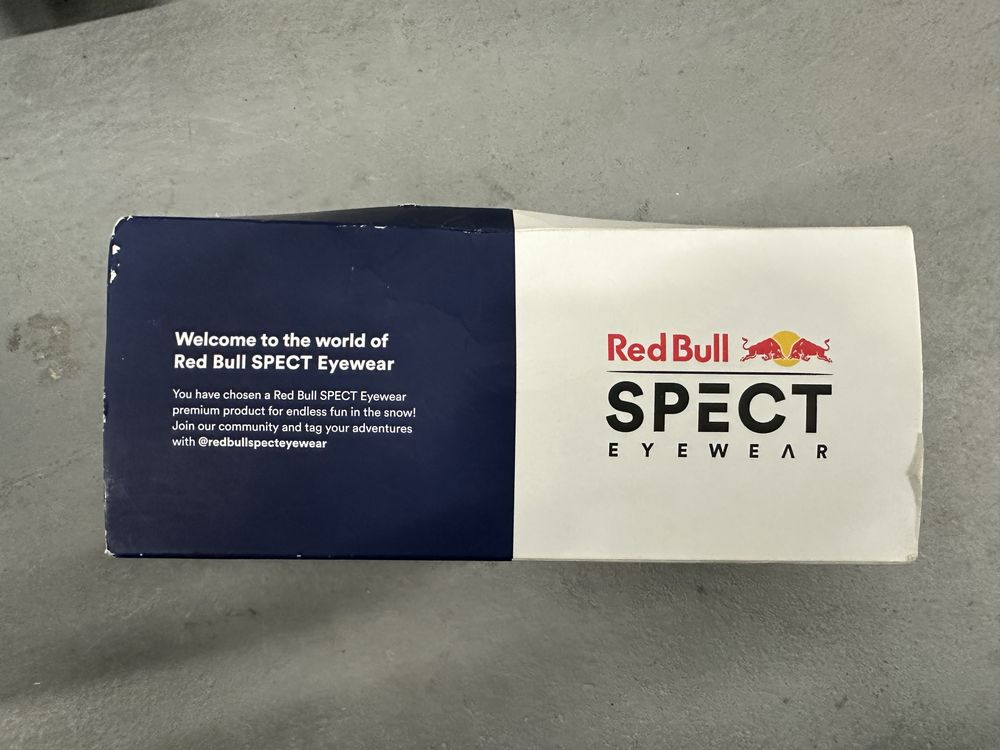 Welcome to the world of
Red Bull SPECT Eyewear
You have chosen a Red Bull SPECT Eyewear
premium product for endless fun in the snow!
Join our community and tag your adventures
with @redbullspecteyewear
Red Bull
SPECT
EYEWEAR